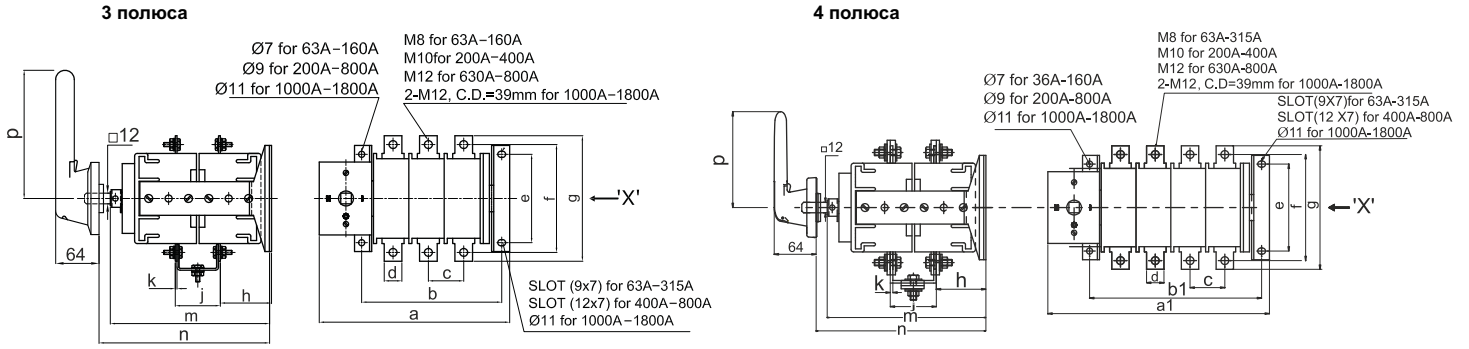 3 полюса
Ø7 for 63A–160A
Ø9 for 200A–800A
Ø11 for 1000A–1800A
M8 for 63A–160A
M10for 200A–400A
M12 for 630A–800A
2-M12, C.D.=39mm for 1000A–1800A
p
□12
64
k
j
h
m
n
d
c
b
a
e
f
g
'X'
SLOT (9x7) for 63A–315A
SLOT (12x7) for 400A–800A
Ø11 for 1000A–1800A
4 полюса
Ø7 for 36A-160A
Ø9 for 200A-800A
Ø11 for 1000A-1800A
M8 for 63A-315A
M10 for 200A-400A
M12 for 630A-800A
2-M12, C.D=39mm for 1000A-1800A
SLOT(9X7)for 63A-315A
SLOT(12 X7) for 400A-800A
Ø11 for 1000A-1800A
p
□12
64
k
j
h
m
n
d
c
b1
a1
e
f
g
'X'